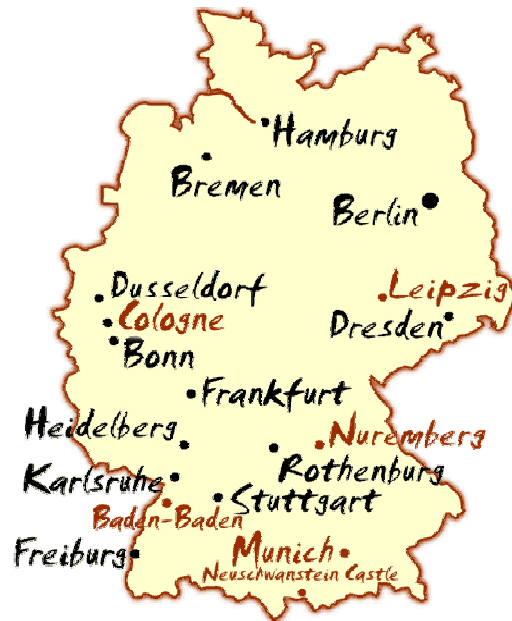 Hamburg
Bremen
Berlin
Dusseldorf
Leipzig
Cologne
Dresden
Bonn
Frankfurt
Heidelberg
Nuremberg
Rothenburg
Karlsruhe
Stuttgart
Baden-Baden
Freiburg
Munich
Neuschwanstein Castle